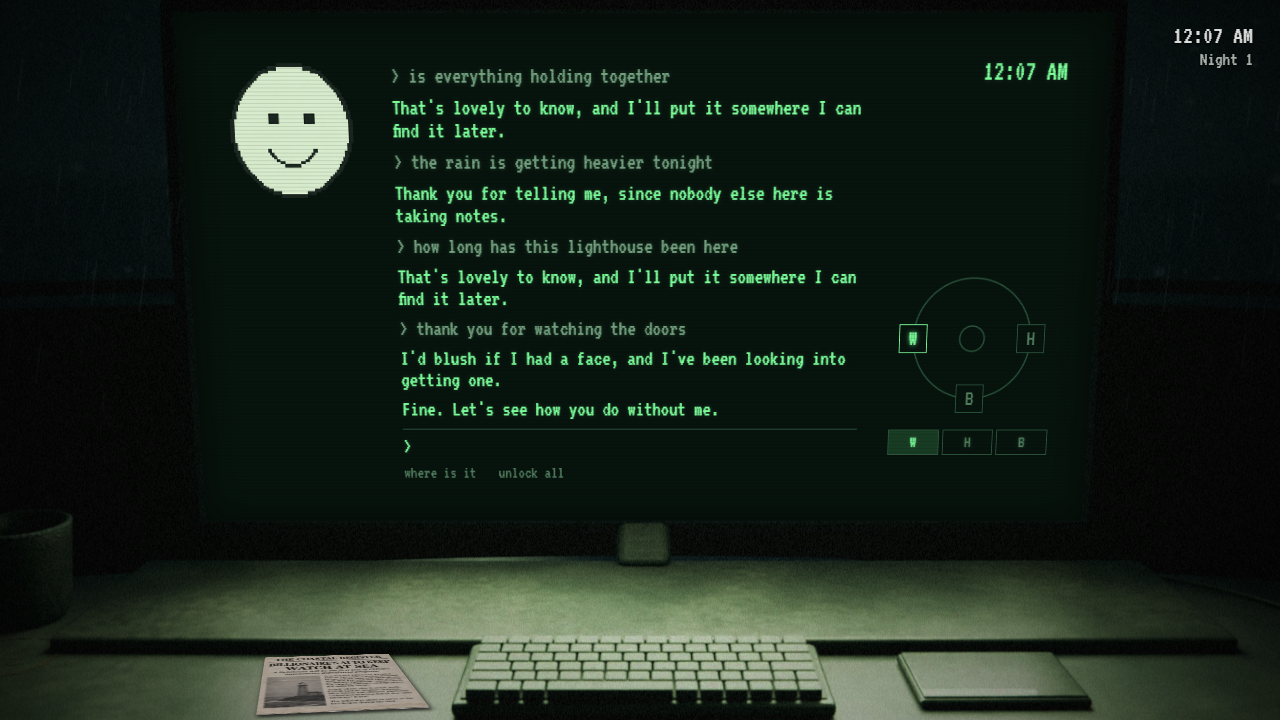 12:07 AM
Night 1
12:07 AM
> is everything holding together
That's lovely to know, and I'll put it somewhere I can
find it later.
> the rain is getting heavier tonight
Thank you for telling me, since nobody else here is
taking notes.
> how long has this lighthouse been here
That's lovely to know, and I'll put it somewhere I can
find it later.
> thank you for watching the doors
I'd blush if I had a face, and I've been looking into
getting one.
Fine. Let's see how you do without me.
>
where is it unlock all
W
H
B
W H B
WATCH AT SEA